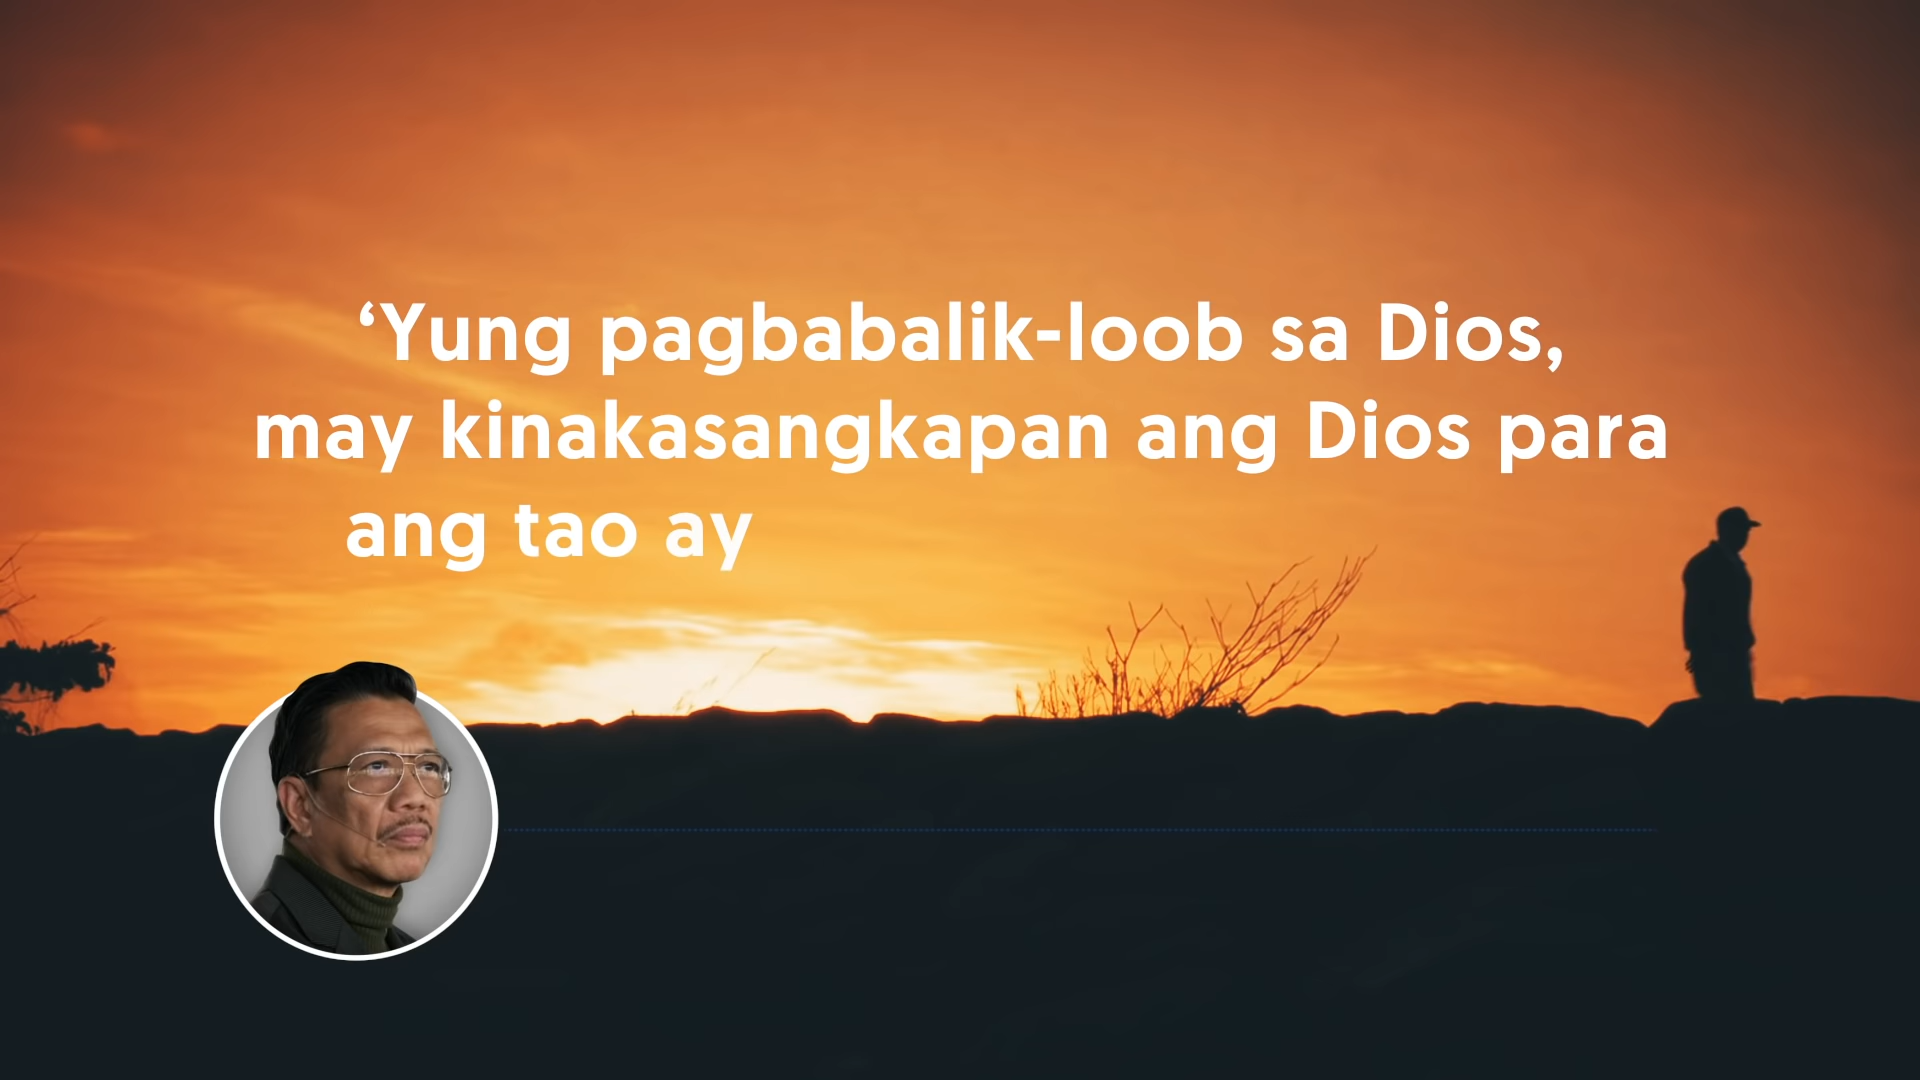 ‘Yung pagbabalik-loob sa Dios,
may kinakasangkapan ang Dios para
ang tao ay